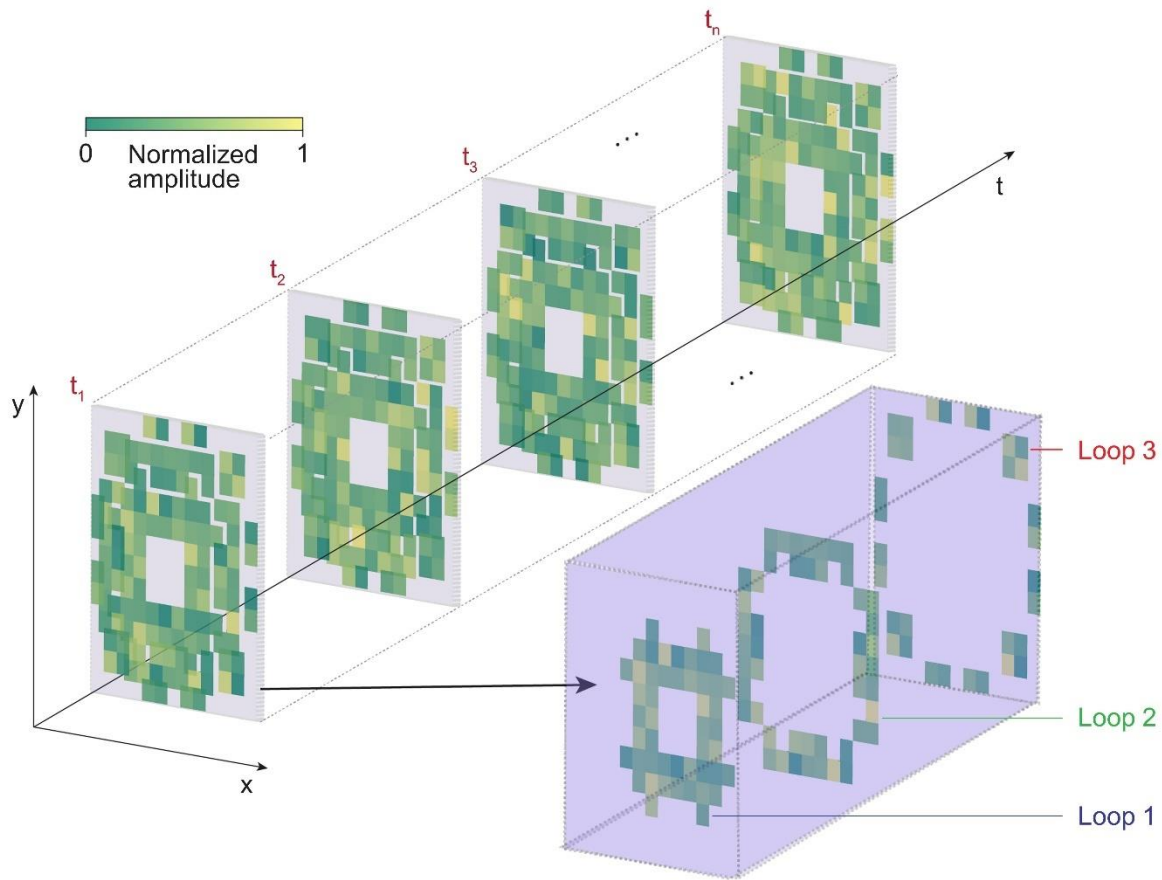 tₙ
t₃
t₂
t₁
0 Normalized 1
amplitude
...
t
...
y
x
Loop 3
Loop 2
Loop 1